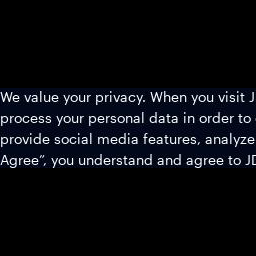 We value your privacy. When you visit J
process your personal data in order to
provide social media features, analyze
Agree”, you understand and agree to JD